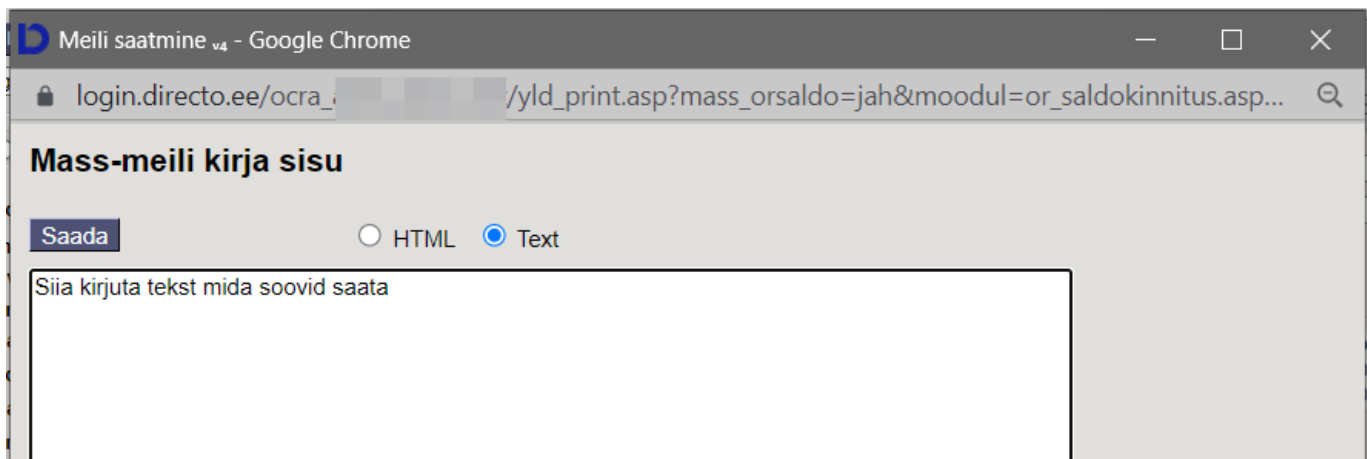 Meili saatmine v4 - Google Chrome
login.directo.ee/ocra_ /yld_print.asp?mass_orsaldo=jah&moodul=or_saldokinnitus.asp...
Mass-meili kirja sisu
Saada HTML Text
Siia kirjuta tekst mida soovid saata